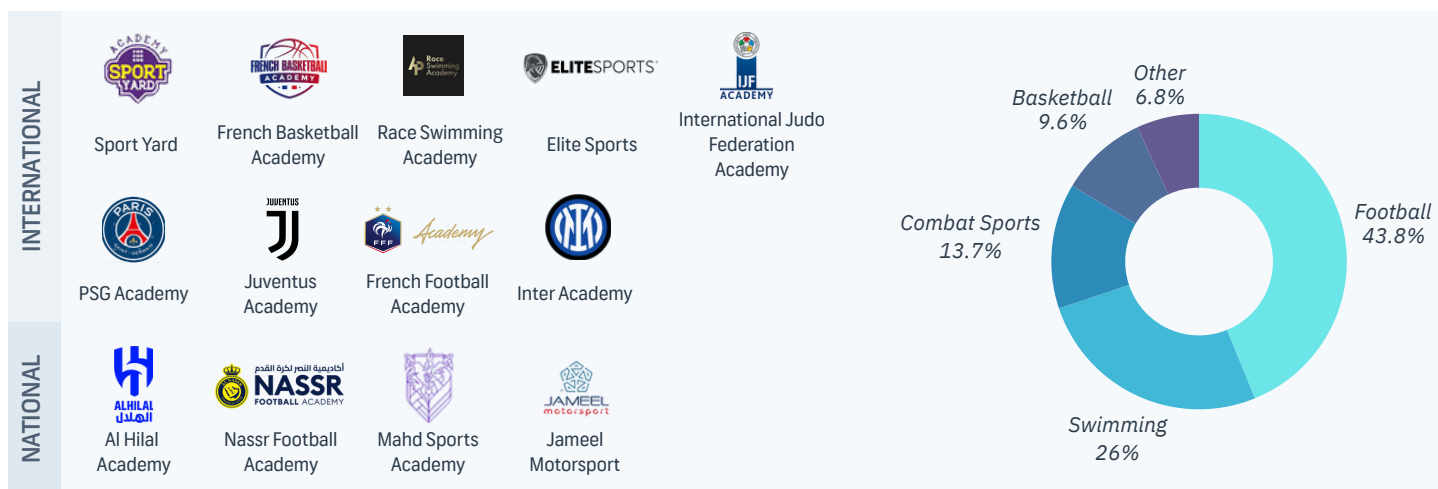 INTERNATIONAL
ACADEMY
SPORT
YARD
Sport Yard
FRENCH BASKETBALL
ACADEMY
French Basketball
Academy
Race
Swimming
Academy
Race Swimming
Academy
ELITESPORTS
Elite Sports
IJF
ACADEMY
International Judo
Federation
Academy
PARIS
SAINT-GERMAIN
PSG Academy
JUVENTUS
Juventus
Academy
FFF
Academy
French Football
Academy
Inter Academy
NATIONAL
ALHILAL
الهلال
Al Hilal
Academy
أكاديمية النصر لكرة القدم
NASSR
FOOTBALL ACADEMY
Nassr Football
Academy
Mahd Sports
Academy
JAMEEL
motorsport
Jameel
Motorsport
Other
6.8%
Basketball
9.6%
Football
43.8%
Combat Sports
13.7%
Swimming
26%